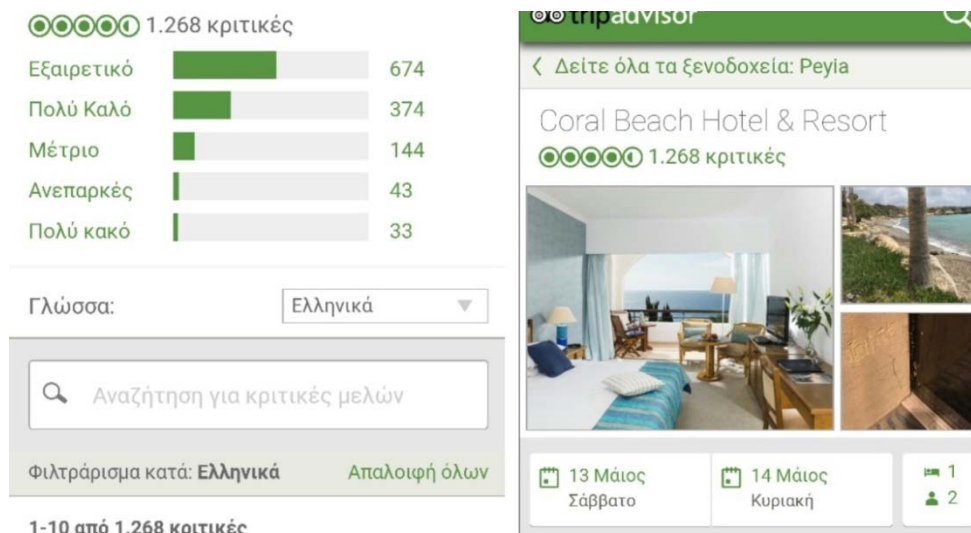 1.268 κριτικές
Εξαιρετικό 674
Πολύ Καλό 374
Μέτριο 144
Ανεπαρκές 43
Πολύ κακό 33
Γλώσσα: Ελληνικά
Αναζήτηση για κριτικές μελών
Φιλτράρισμα κατά: Ελληνικά Απαλοιφή όλων
1-10 από 1.268 κριτικές
tripadvisor
Δείτε όλα τα ξενοδοχεία: Peyia
Coral Beach Hotel & Resort
1.268 κριτικές
13 Μάιος 14 Μάιος 1
Σάββατο Κυριακή 2